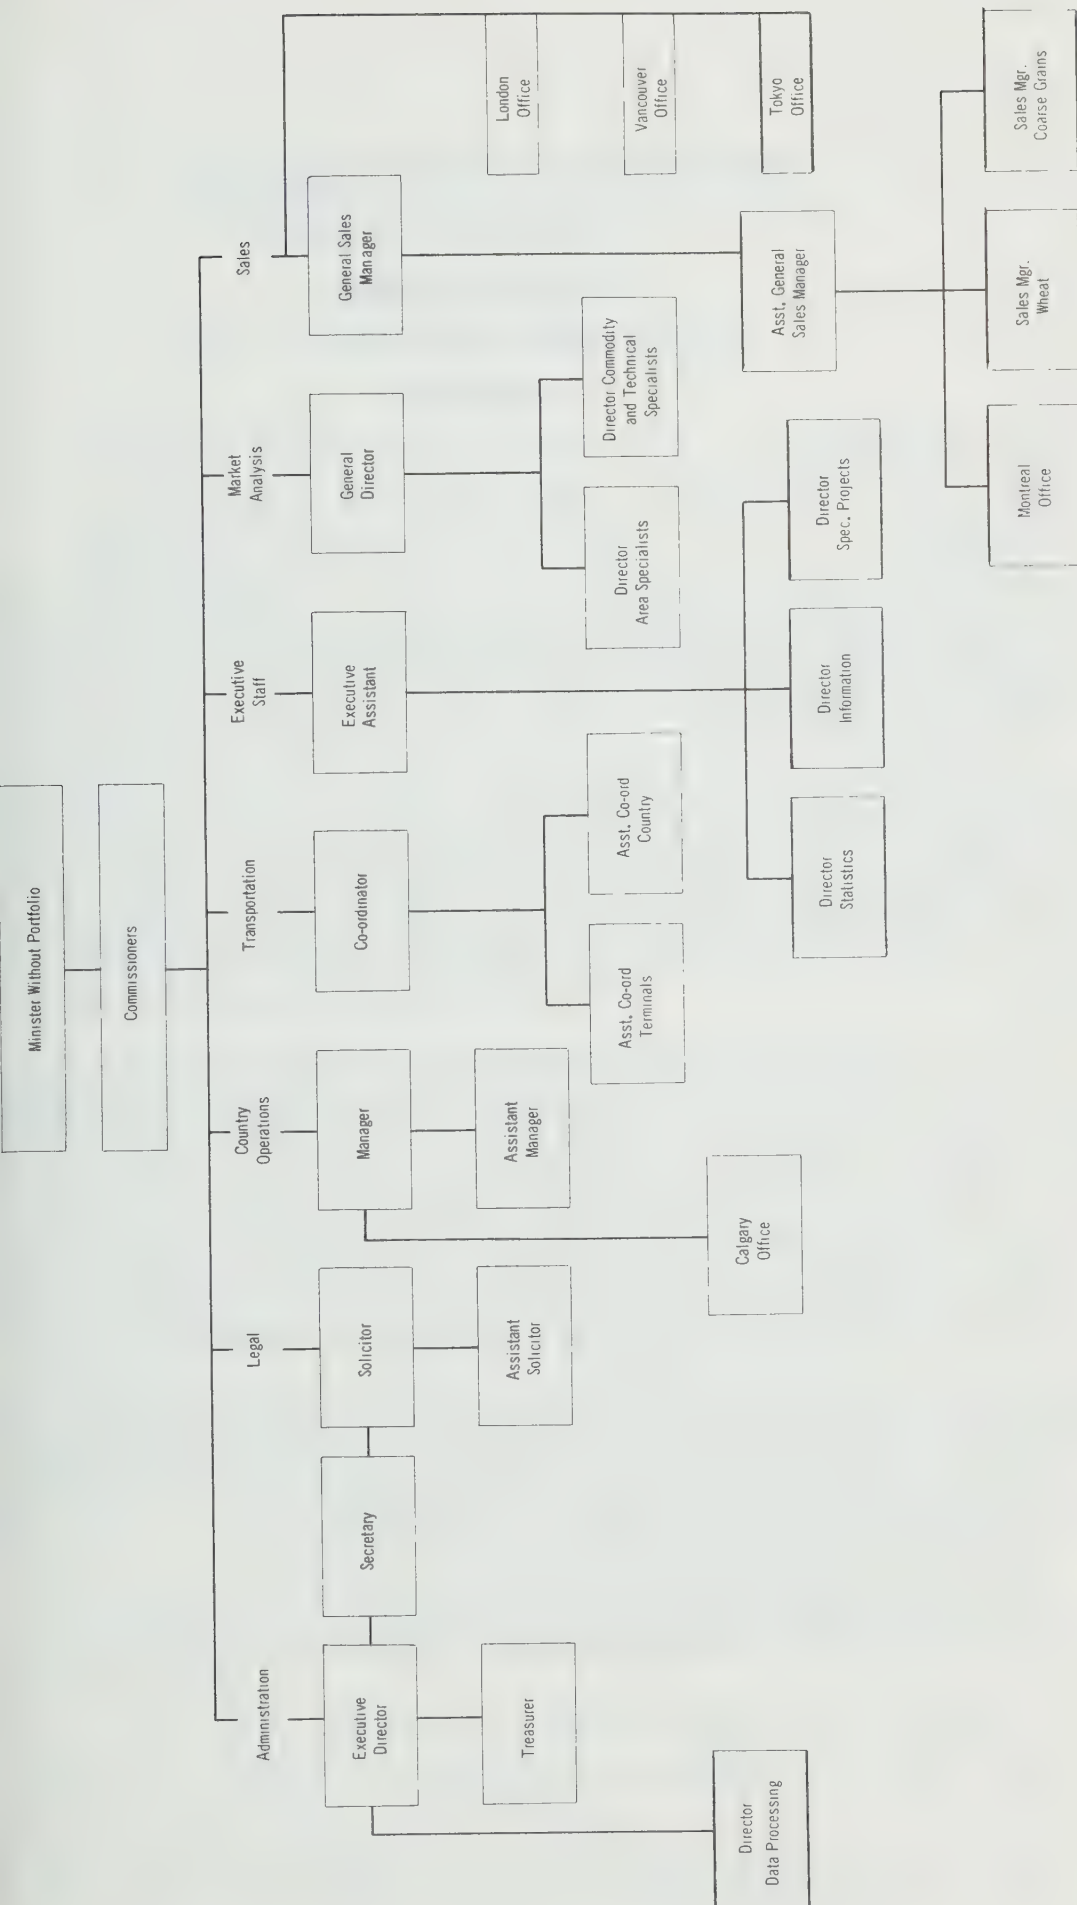 Minister Without Portfolio
Commissioners
Administration
Legal
Country
Operations
Transportation
Executive
Staff
Market
Analysis
Sales
Executive
Director
Secretary
Solicitor
Manager
Co-ordinator
Executive
Assistant
General
Director
General Sales
Manager
London
Office
Vancouver
Office
Tokyo
Office
Treasurer
Assistant
Solicitor
Assistant
Manager
Asst. Co-ord
Terminals
Asst. Co-ord
Country
Director
Area Specialists
Director Commodity
and Technical
Specialists
Director
Data Processing
Calgary
Office
Asst. General
Sales Manager
Director
Statistics
Director
Information
Director
Spec. Projects
Montreal
Office
Sales Mgr.
Wheat
Sales Mgr.
Coarse Grains